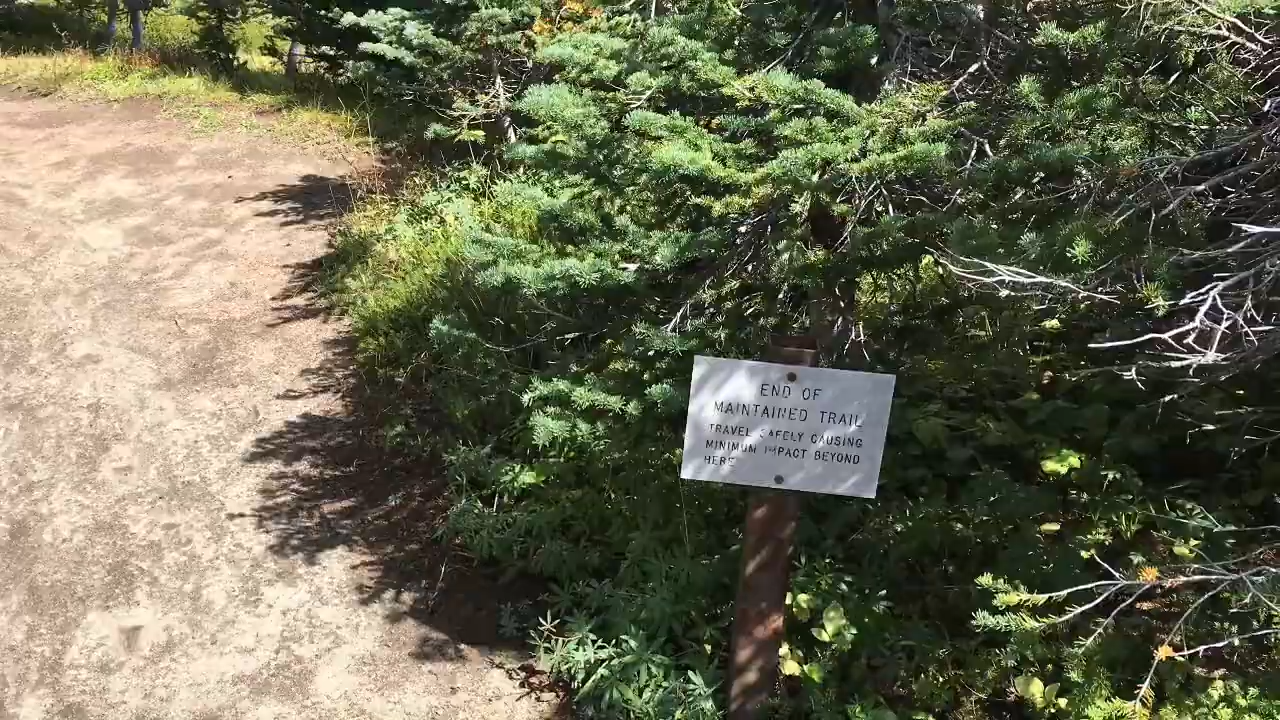 END OF
MAINTAINED TRAIL
TRAVEL SAFELY CAUSING
MINIMUM IMPACT BEYOND
HERE